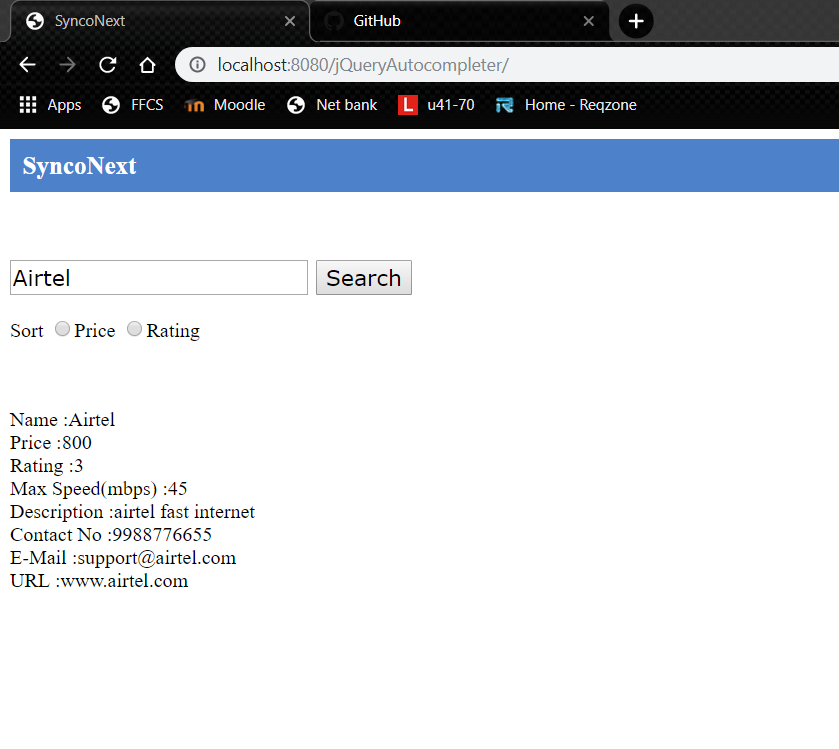 SyncoNext GitHub
localhost:8080/jQueryAutocompleter/
Apps FFCS Moodle Net bank L u41-70 Home - Reqzone
SyncoNext
Airtel Search
Sort Price Rating
Name :Airtel
Price :800
Rating :3
Max Speed(mbps) :45
Description :airtel fast internet
Contact No :9988776655
E-Mail :support@airtel.com
URL :www.airtel.com